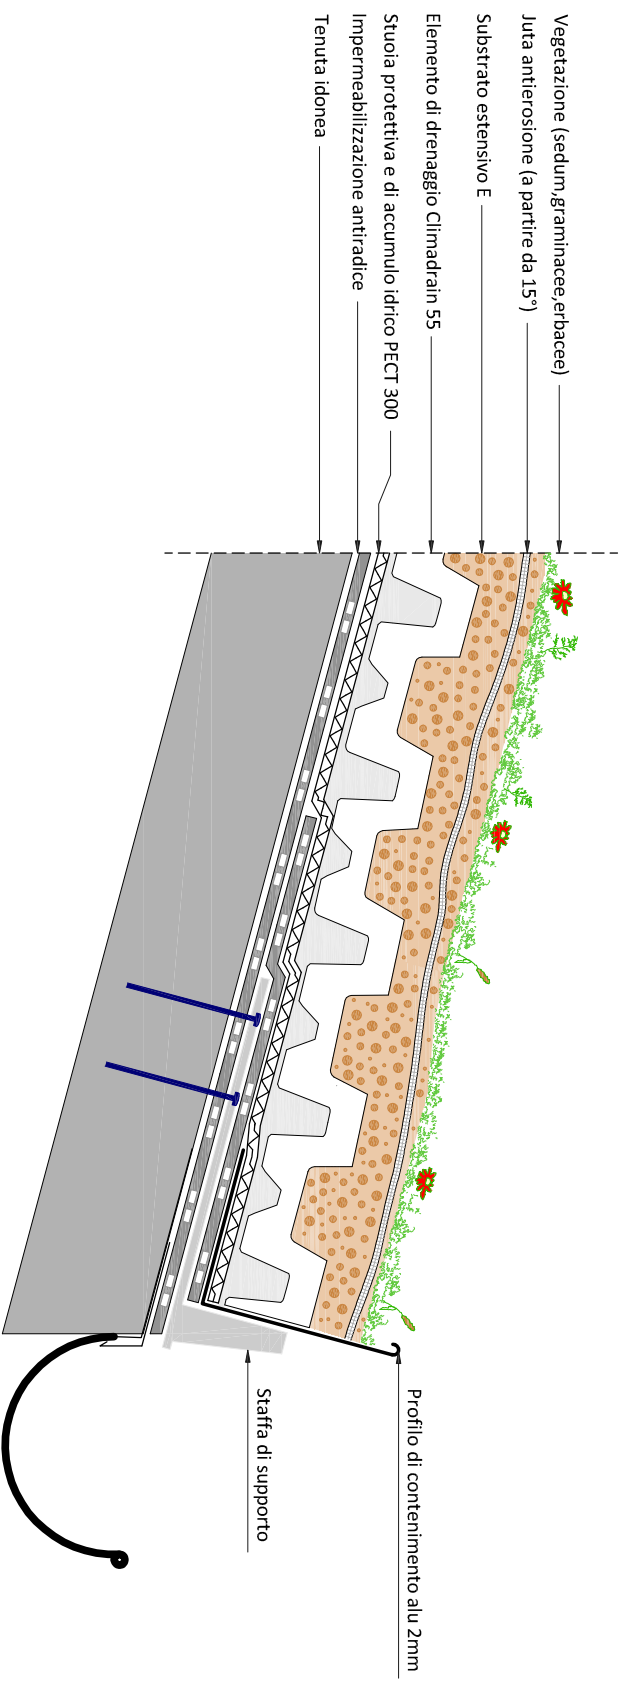 Vegetazione (sedum,graminacee,erbacee)
Juta antierosione (a partire da 15°)
Substrato estensivo E
Elemento di drenaggio Climadrain 55
Stuoia protettiva e di accumulo idrico PECT 300
Impermeabilizzazione antiradice
Tenuta idonea
Profilo di contenimento alu 2mm
Staffa di supporto